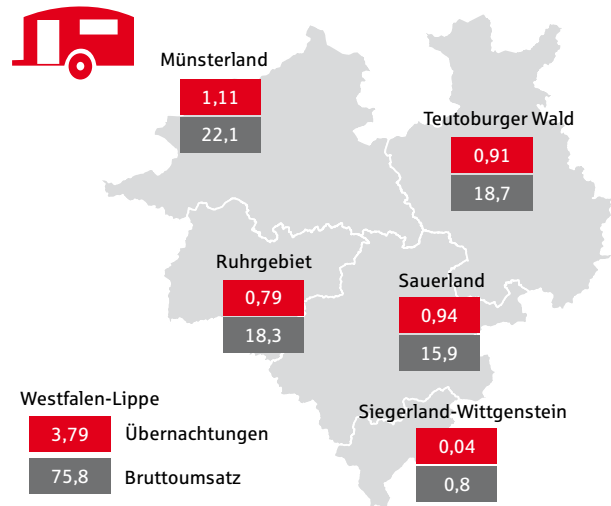 Münsterland
1,11
22,1
Teutoburger Wald
0,91
18,7
Ruhrgebiet
0,79
18,3
Sauerland
0,94
15,9
Westfalen-Lippe
3,79 Übernachtungen
75,8 Bruttoumsatz
Siegerland-Wittgenstein
0,04
0,8